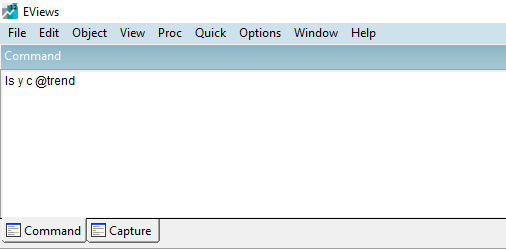 EViews
File Edit Object View Proc Quick Options Window Help
Command
ls y c @trend
Command Capture